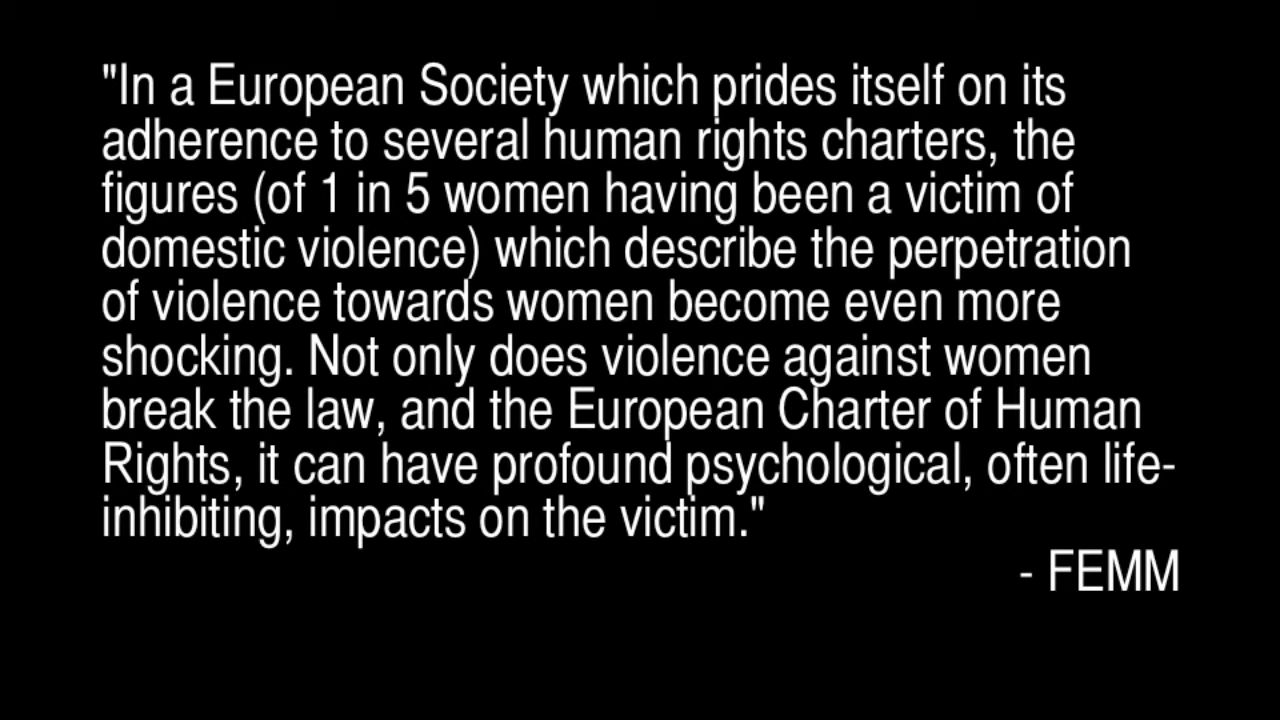 "In a European Society which prides itself on its
adherence to several human rights charters, the
figures (of 1 in 5 women having been a victim of
domestic violence) which describe the perpetration
of violence towards women become even more
shocking. Not only does violence against women
break the law, and the European Charter of Human
Rights, it can have profound psychological, often life-
inhibiting, impacts on the victim."
- FEMM